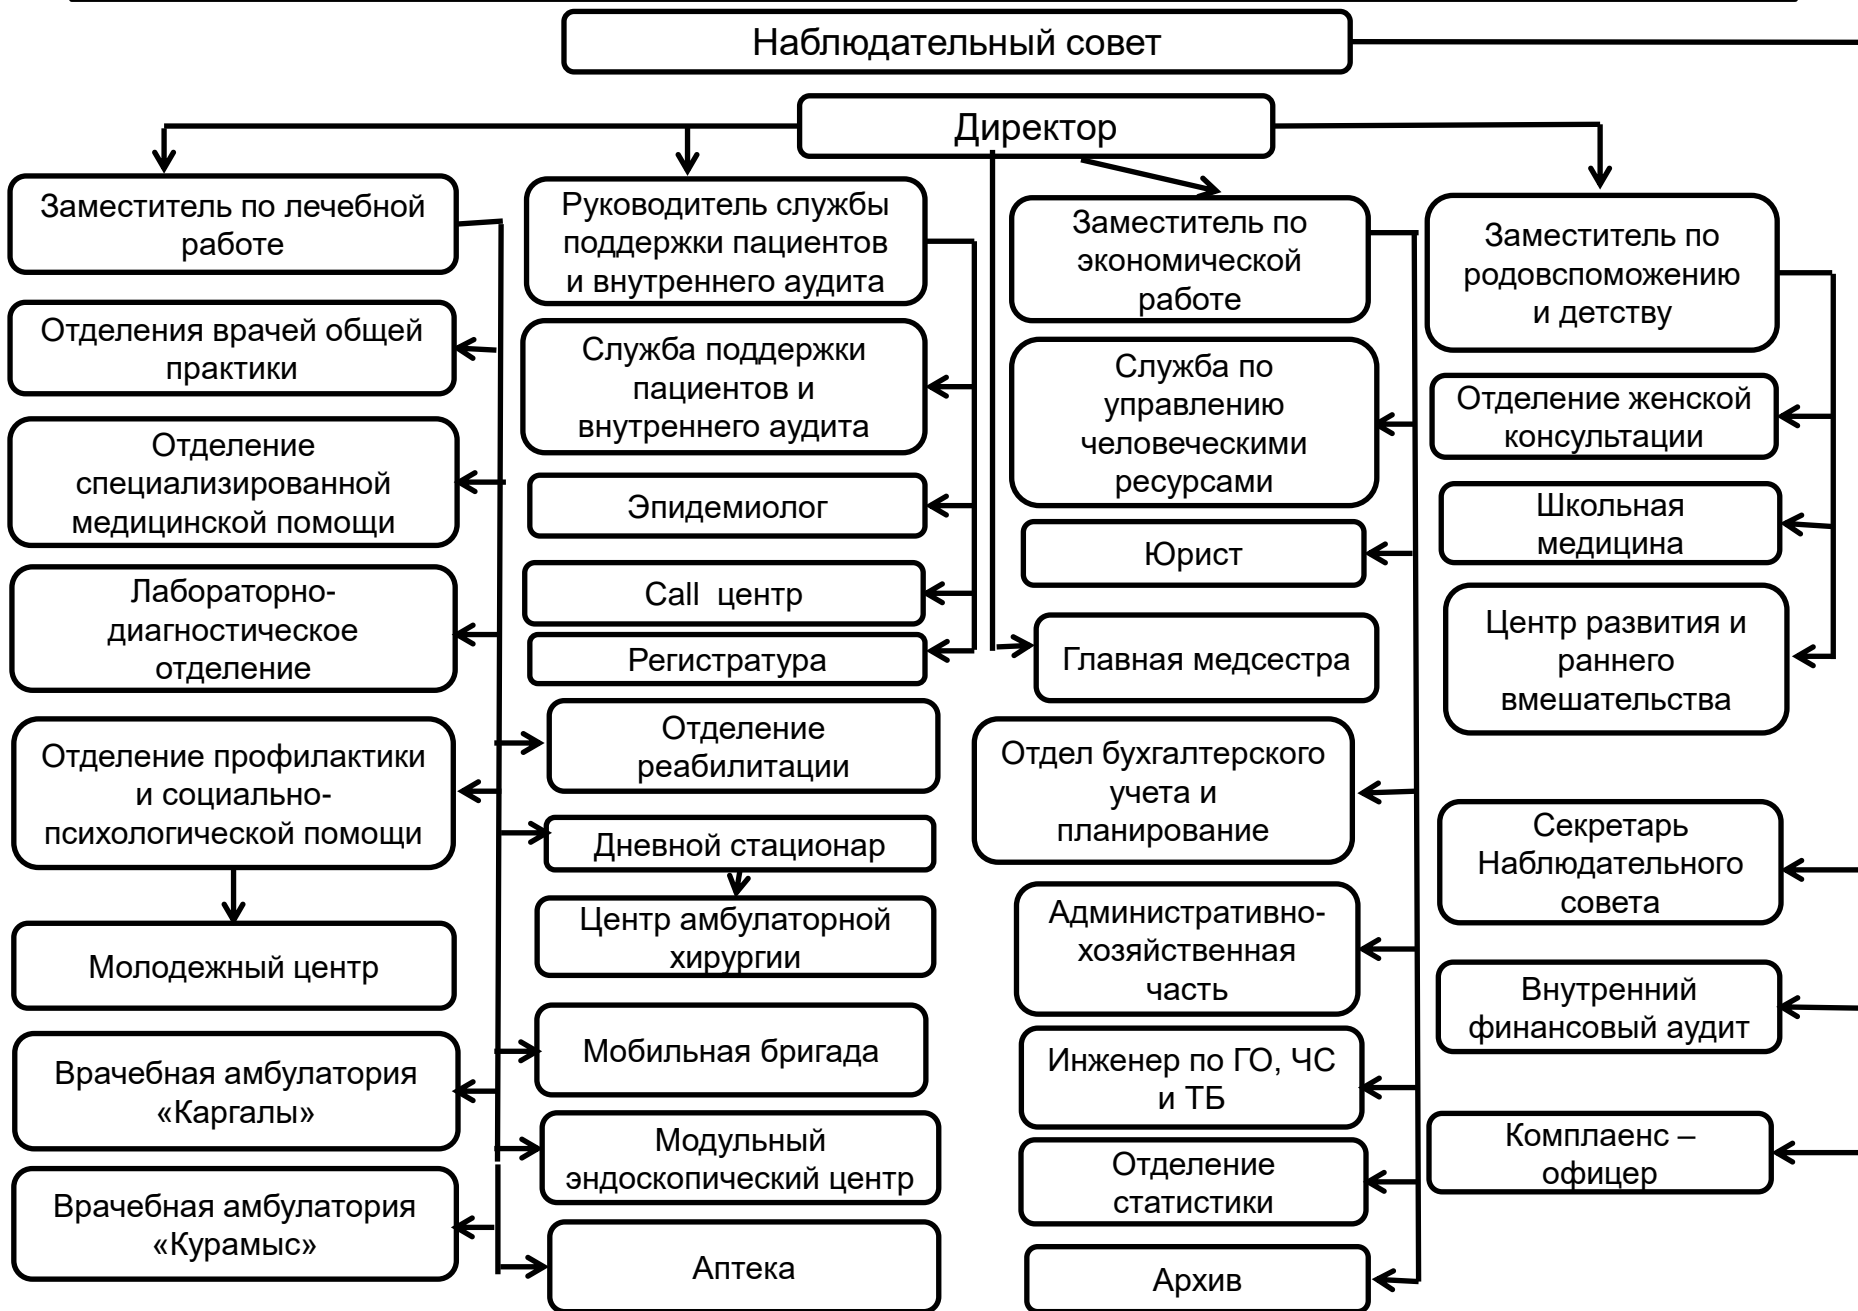 Наблюдательный совет
Директор
Заместитель по лечебной
работе
Отделения врачей общей
практики
Отделение
специализированной
медицинской помощи
Лабораторно-
диагностическое
отделение
Отделение профилактики
и социально-
психологической помощи
Молодежный центр
Врачебная амбулатория
«Каргалы»
Врачебная амбулатория
«Курамыс»
Руководитель службы
поддержки пациентов
и внутреннего аудита
Служба поддержки
пациентов и
внутреннего аудита
Эпидемиолог
Call центр
Регистратура
Отделение
реабилитации
Дневной стационар
Центр амбулаторной
хирургии
Мобильная бригада
Модульный
эндоскопический центр
Аптека
Заместитель по
экономической
работе
Служба по
управлению
человеческими
ресурсами
Юрист
Главная медсестра
Отдел бухгалтерского
учета и
планирование
Административно-
хозяйственная
часть
Инженер по ГО, ЧС
и ТБ
Отделение
статистики
Архив
Заместитель по
родовспоможению
и детству
Отделение женской
консультации
Школьная
медицина
Центр развития и
раннего
вмешательства
Секретарь
Наблюдательного
совета
Внутренний
финансовый аудит
Комплаенс –
офицер